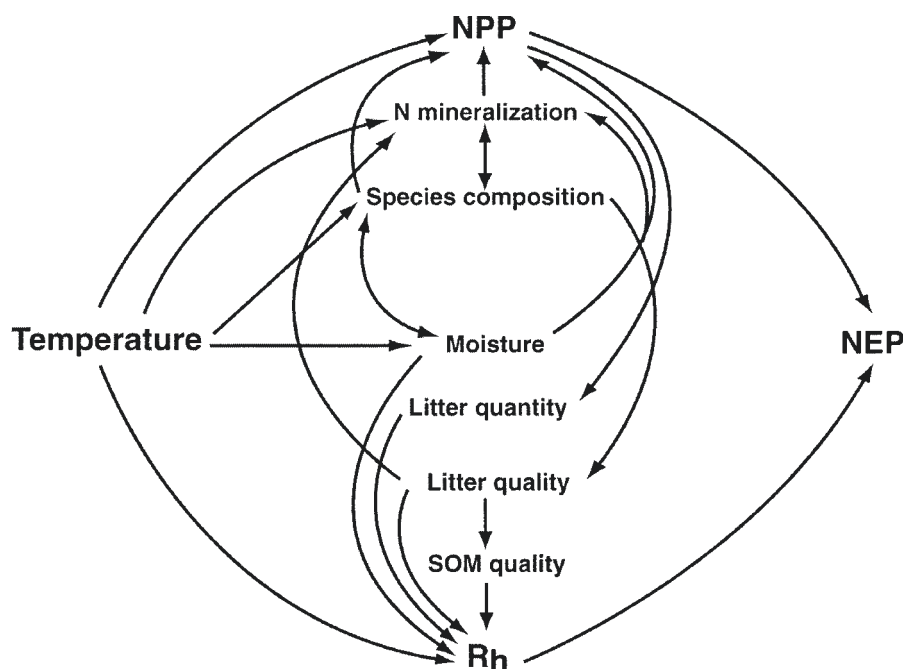 NPP
N mineralization
Species composition
Temperature
Moisture
NEP
Litter quantity
Litter quality
SOM quality
Rh